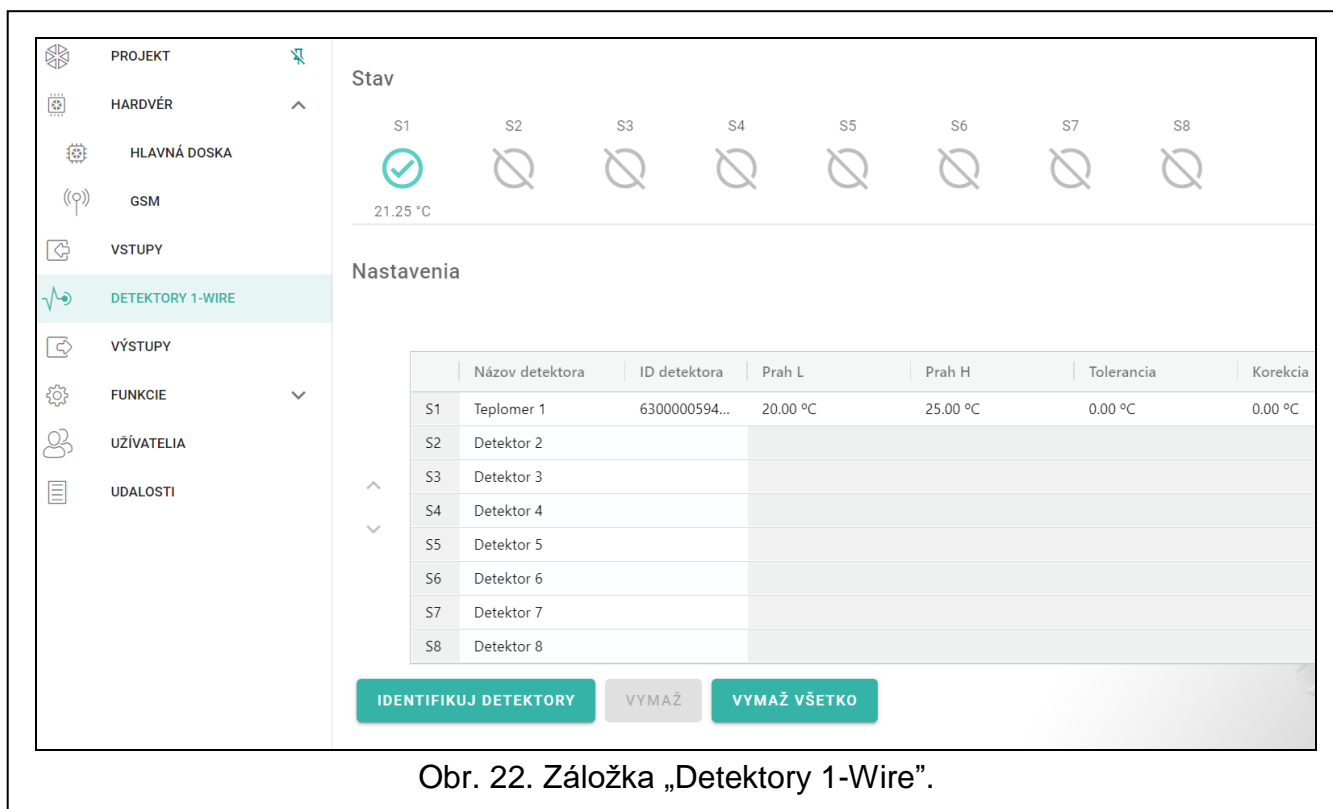 PROJEKT
HARDVÉR
HLAVNÁ DOSKA
GSM
VSTUPY
DETEKTORY 1-WIRE
VÝSTUPY
FUNKCIE
UŽÍVATELIA
UDALOSTI
Stav
S1 S2 S3 S4 S5 S6 S7 S8
21.25 °C
Nastavenia
Názov detektora ID detektora Prah L Prah H Tolerancia Korekcia
S1 Teplomer 1 6300000594... 20.00 ºC 25.00 ºC 0.00 ºC 0.00 ºC
S2 Detektor 2
S3 Detektor 3
S4 Detektor 4
S5 Detektor 5
S6 Detektor 6
S7 Detektor 7
S8 Detektor 8
IDENTIFIKUJ DETEKTORY VYMAŽ VYMAŽ VŠETKO
Obr. 22. Záložka „Detektory 1-Wire”.